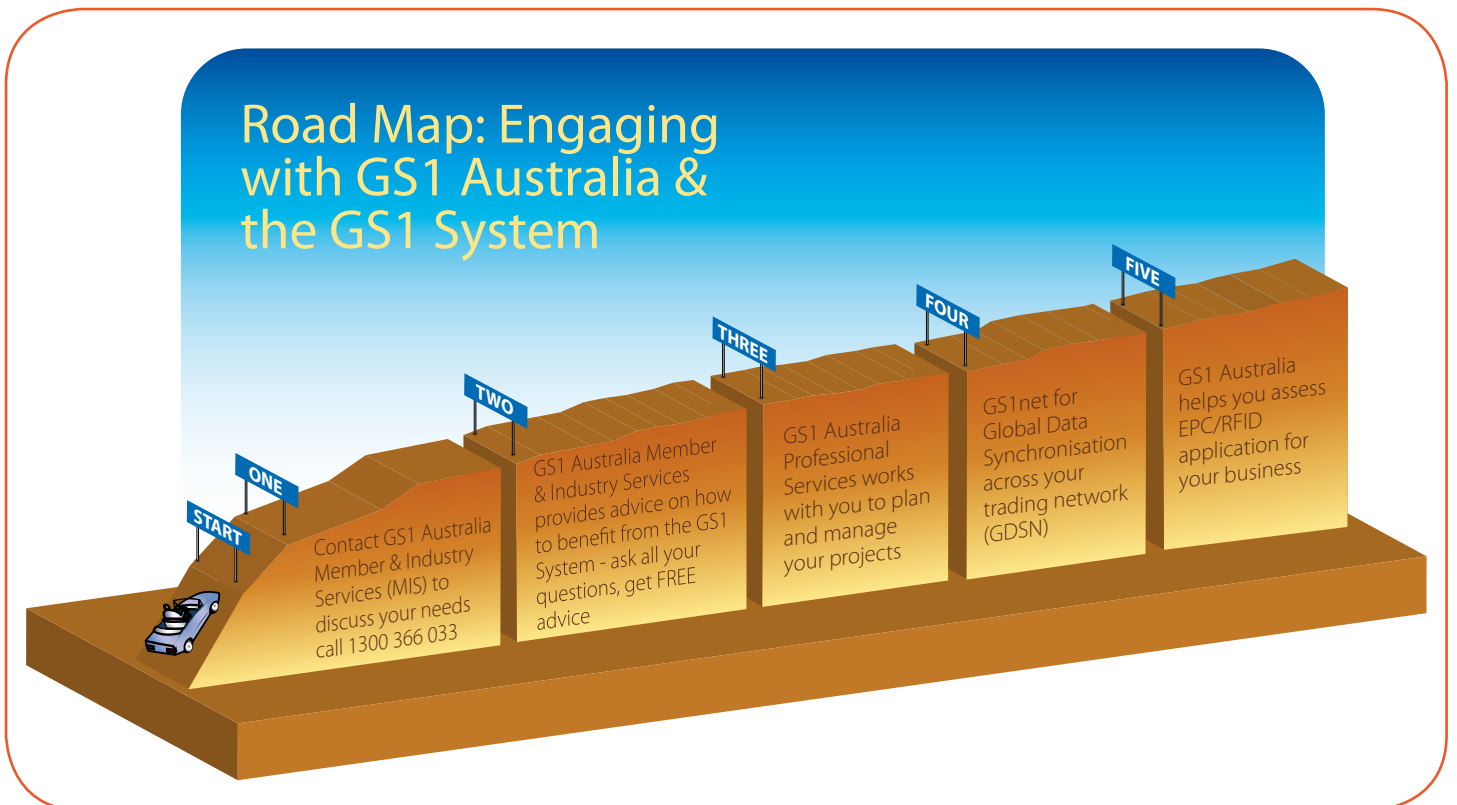 Road Map: Engaging
with GS1 Australia &
the GS1 System
START
ONE
Contact GS1 Australia
Member & Industry
Services (MIS) to
discuss your needs
call 1300 366 033
TWO
GS1 Australia Member
& Industry Services
provides advice on how
to benefit from the GS1
System - ask all your
questions, get FREE
advice
THREE
GS1 Australia
Professional
Services works
with you to plan
and manage
your projects
FOUR
GS1net for
Global Data
Synchronisation
across your
trading network
(GDSN)
FIVE
GS1 Australia
helps you assess
EPC/RFID
application for
your business